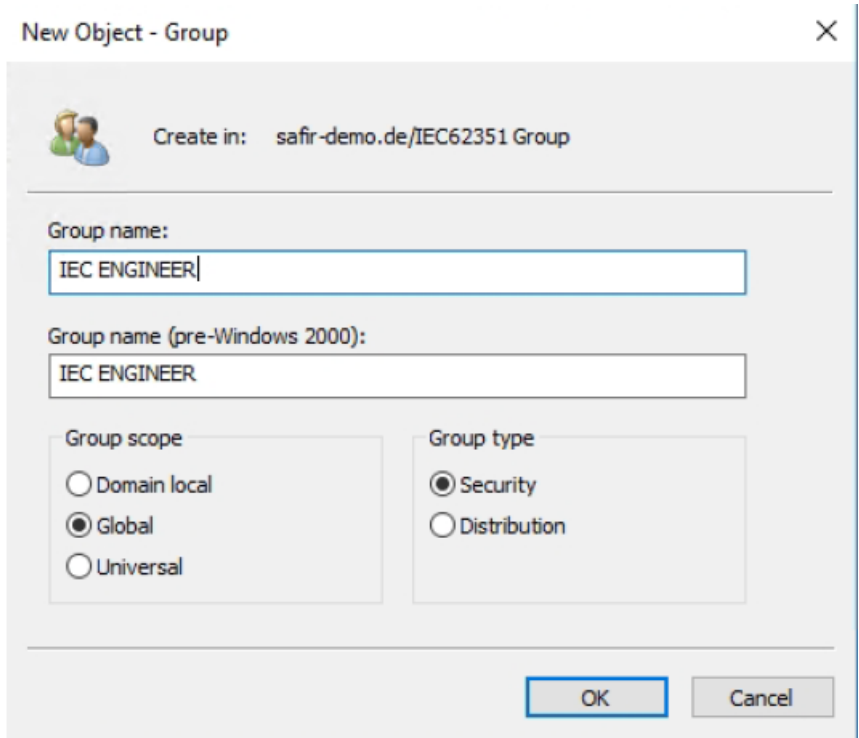 New Object - Group
Create in: safir-demo.de/IEC62351 Group
Group name:
IEC ENGINEER
Group name (pre-Windows 2000):
IEC ENGINEER
Group scope
Domain local
Global
Universal
Group type
Security
Distribution
OK
Cancel